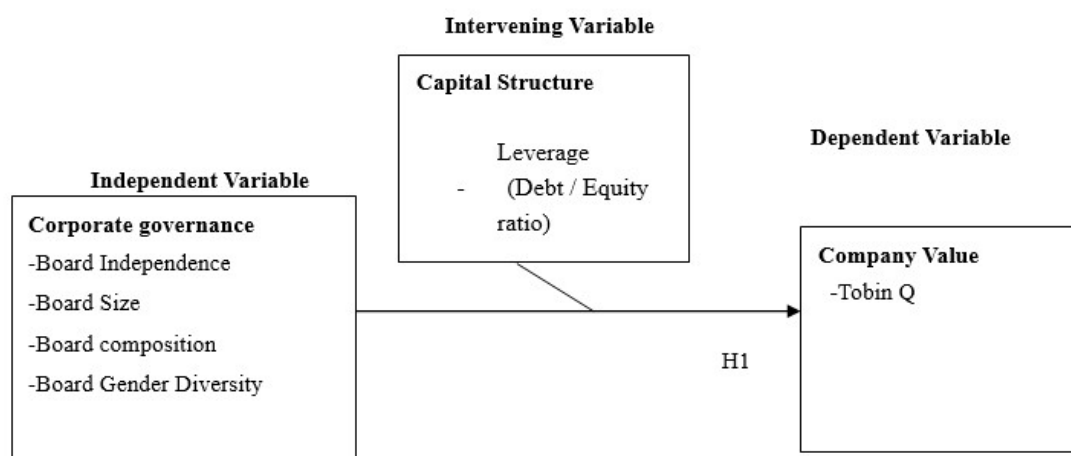 Intervening Variable
Capital Structure
Leverage
- (Debt / Equity
ratio)
Dependent Variable
Independent Variable
Corporate governance
-Board Independence
-Board Size
-Board composition
-Board Gender Diversity
Company Value
-Tobin Q
H1